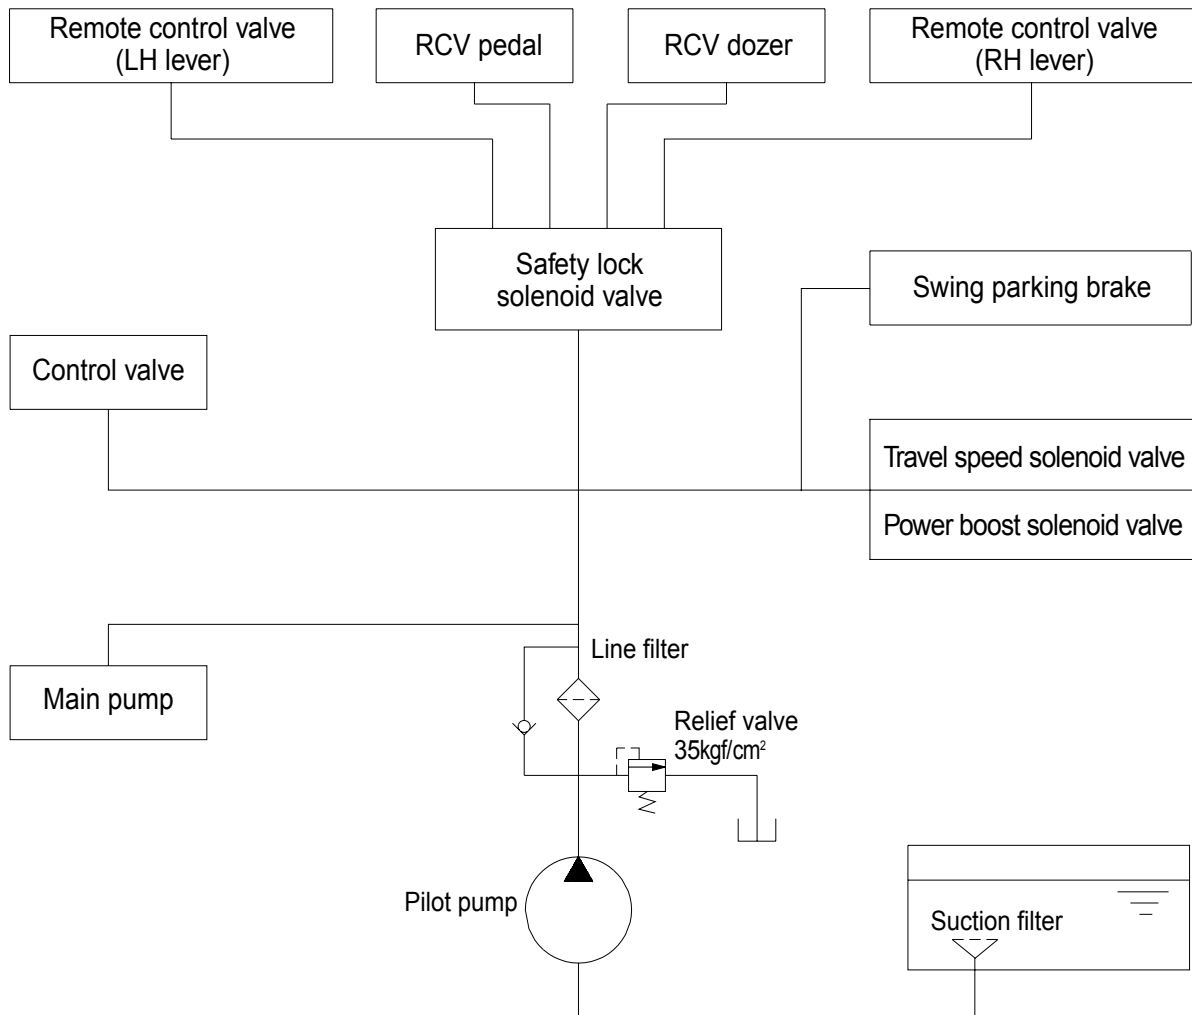 Remote control valve
(LH lever)
RCV pedal
RCV dozer
Remote control valve
(RH lever)
Safety lock
solenoid valve
Swing parking brake
Control valve
Travel speed solenoid valve
Power boost solenoid valve
Line filter
Main pump
Relief valve
35kgf/cm²
Pilot pump
Suction filter